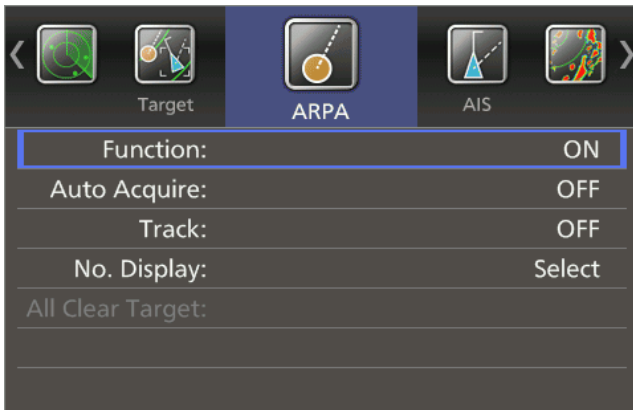 Target
ARPA
AIS
Function: ON
Auto Acquire: OFF
Track: OFF
No. Display: Select
All Clear Target: